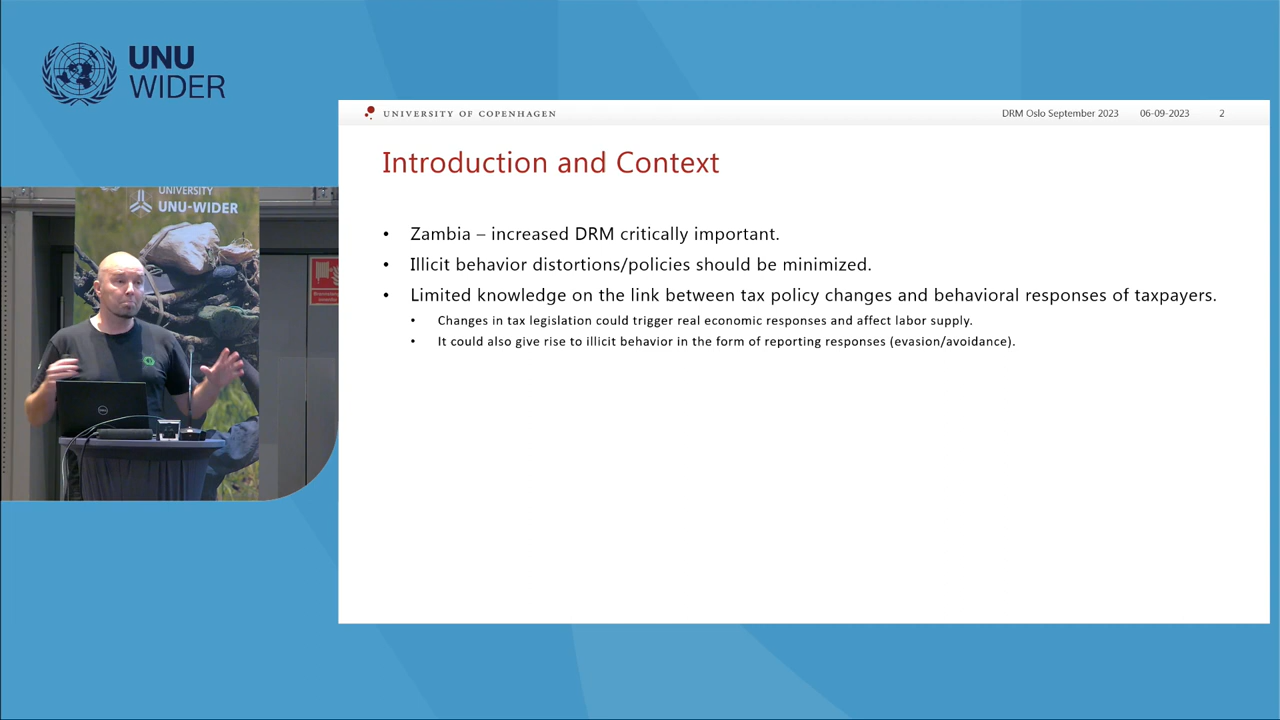 UNU
WIDER
UNIVERSITY OF COPENHAGEN
DRM Oslo September 2023 06-09-2023 2
Introduction and Context
• Zambia – increased DRM critically important.
• Illicit behavior distortions/policies should be minimized.
• Limited knowledge on the link between tax policy changes and behavioral responses of taxpayers.
• Changes in tax legislation could trigger real economic responses and affect labor supply.
• It could also give rise to illicit behavior in the form of reporting responses (evasion/avoidance).
UNIVERSITY
UNU-WIDER